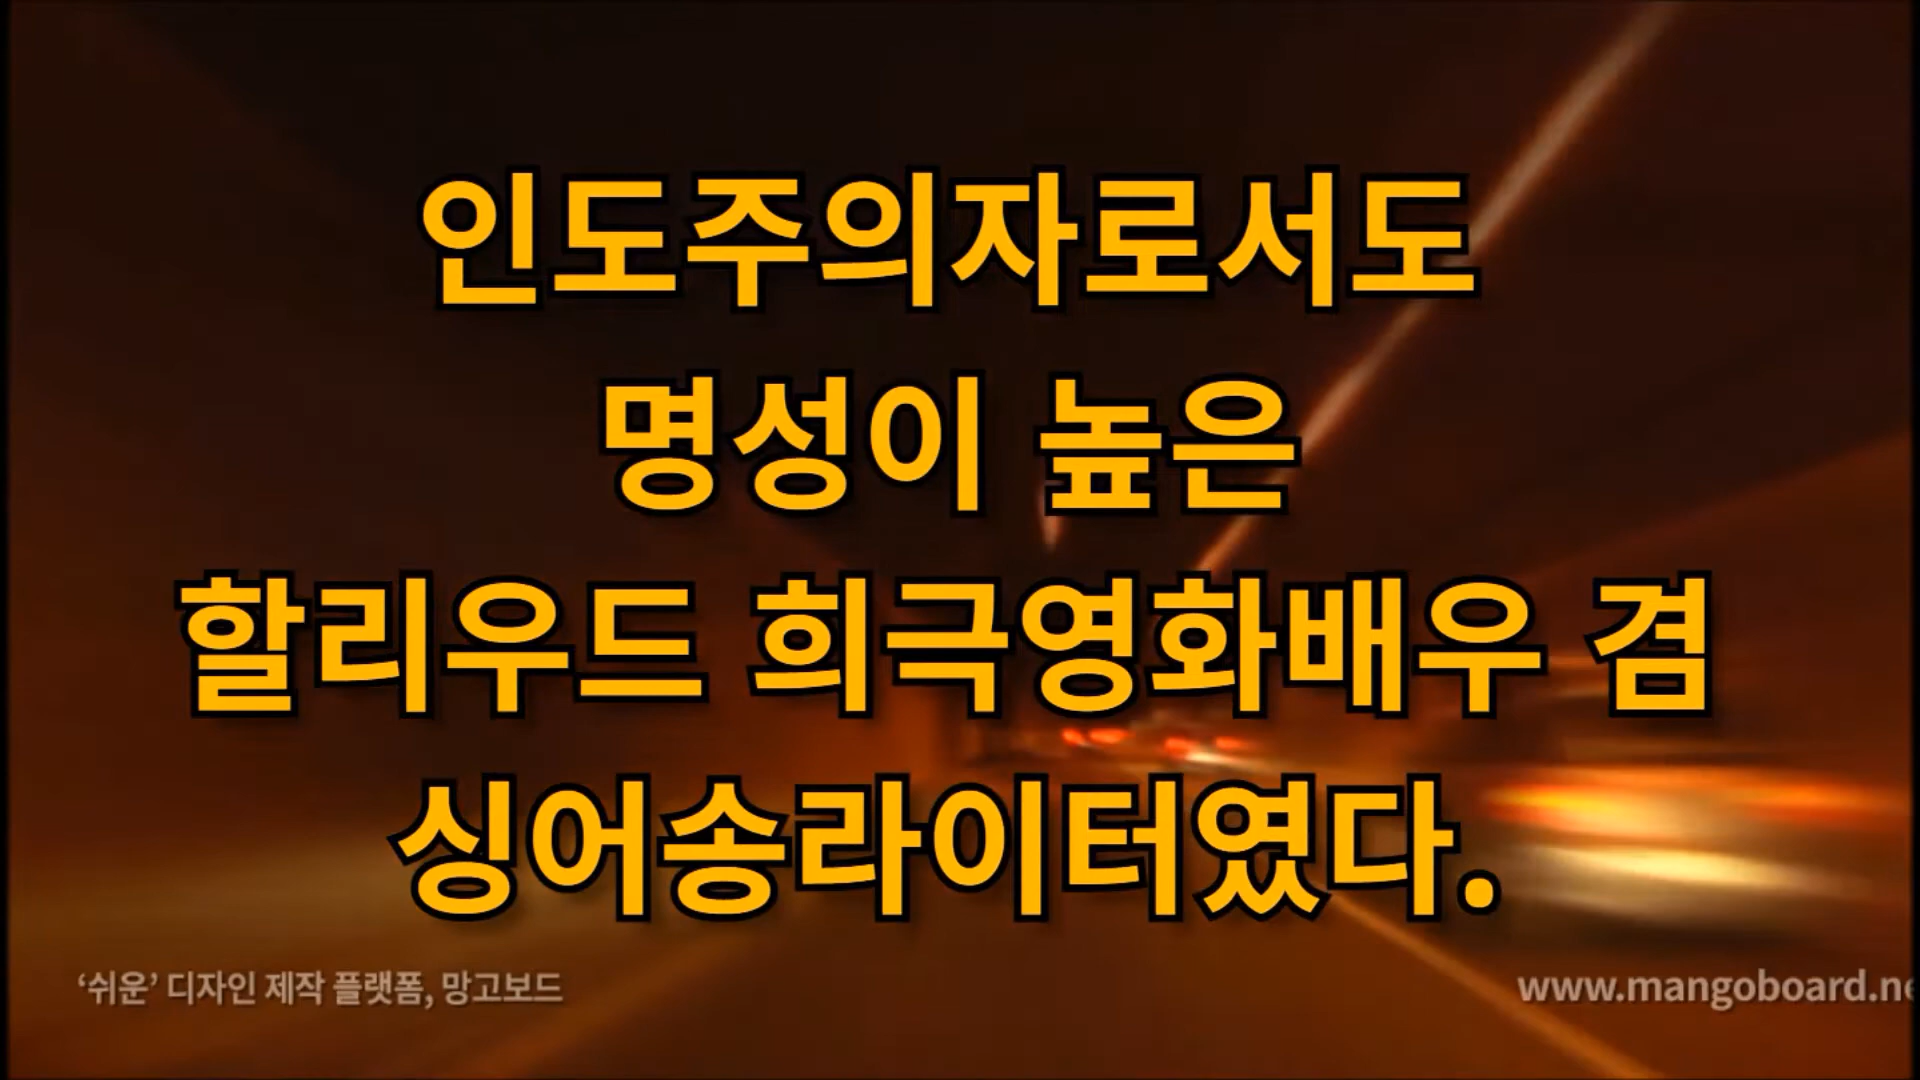 인도주의자로서도
명성이 높은
할리우드 희극영화배우 겸
싱어송라이터였다.
‘쉬운’ 디자인 제작 플랫폼, 망고보드
www.mangoboard.ne